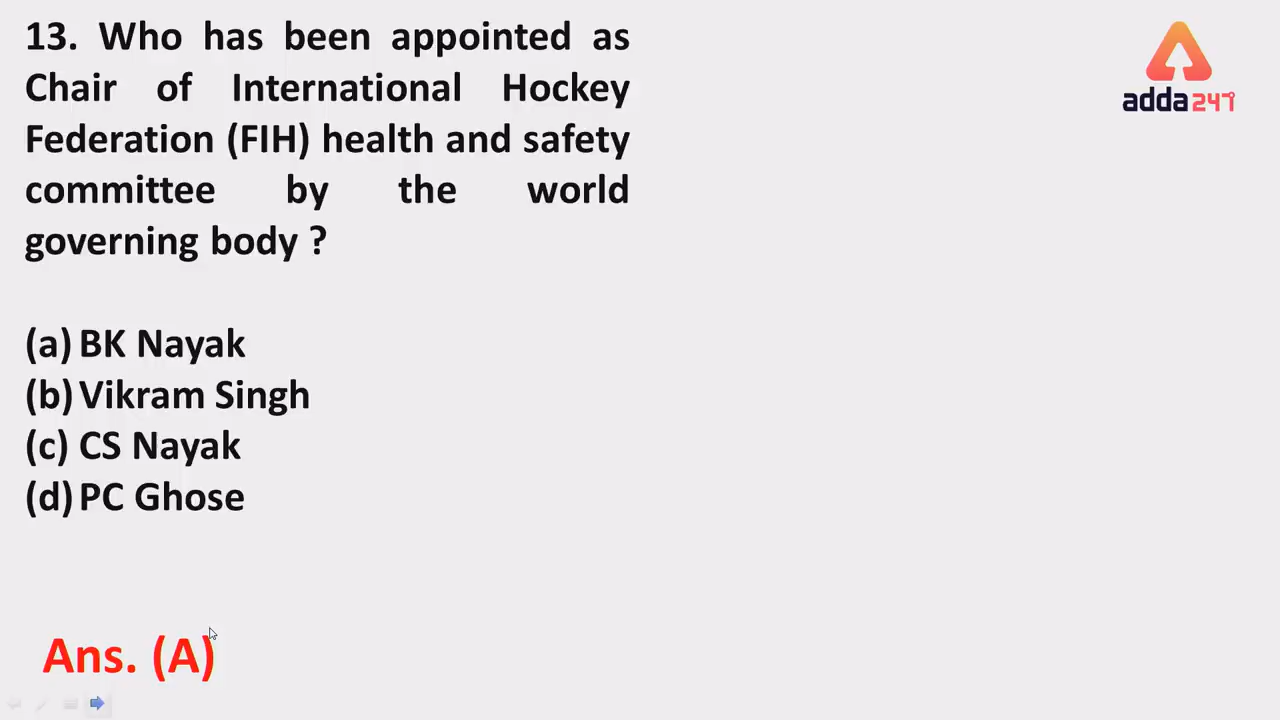 13. Who has been appointed as
Chair of International Hockey
Federation (FIH) health and safety
committee by the world
governing body ?
(a) BK Nayak
(b) Vikram Singh
(c) CS Nayak
(d) PC Ghose
Ans. (A)
adda247